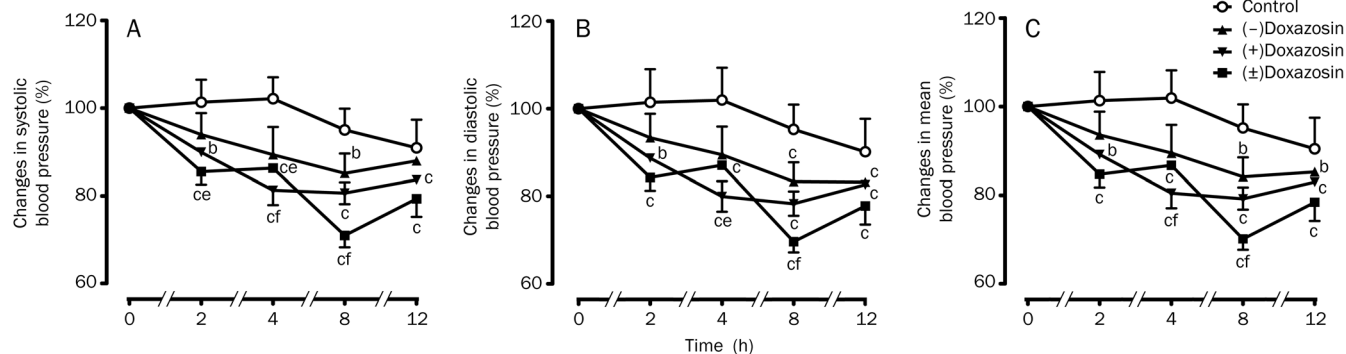 A
Changes in systolic
blood pressure (%)
120
100
80
60
b
ce
ce
cf
b
c
cf
c
c
0 2 4 8 12
B
Changes in diastolic
blood pressure (%)
120
100
80
60
b
c
c
ce
c
c
cf
c
c
c
0 2 4 8 12
Time (h)
C
Changes in mean
blood pressure (%)
120
100
80
60
b
c
c
cf
b
c
cf
b
c
c
0 2 4 8 12
Control
(−)Doxazosin
(+)Doxazosin
(±)Doxazosin